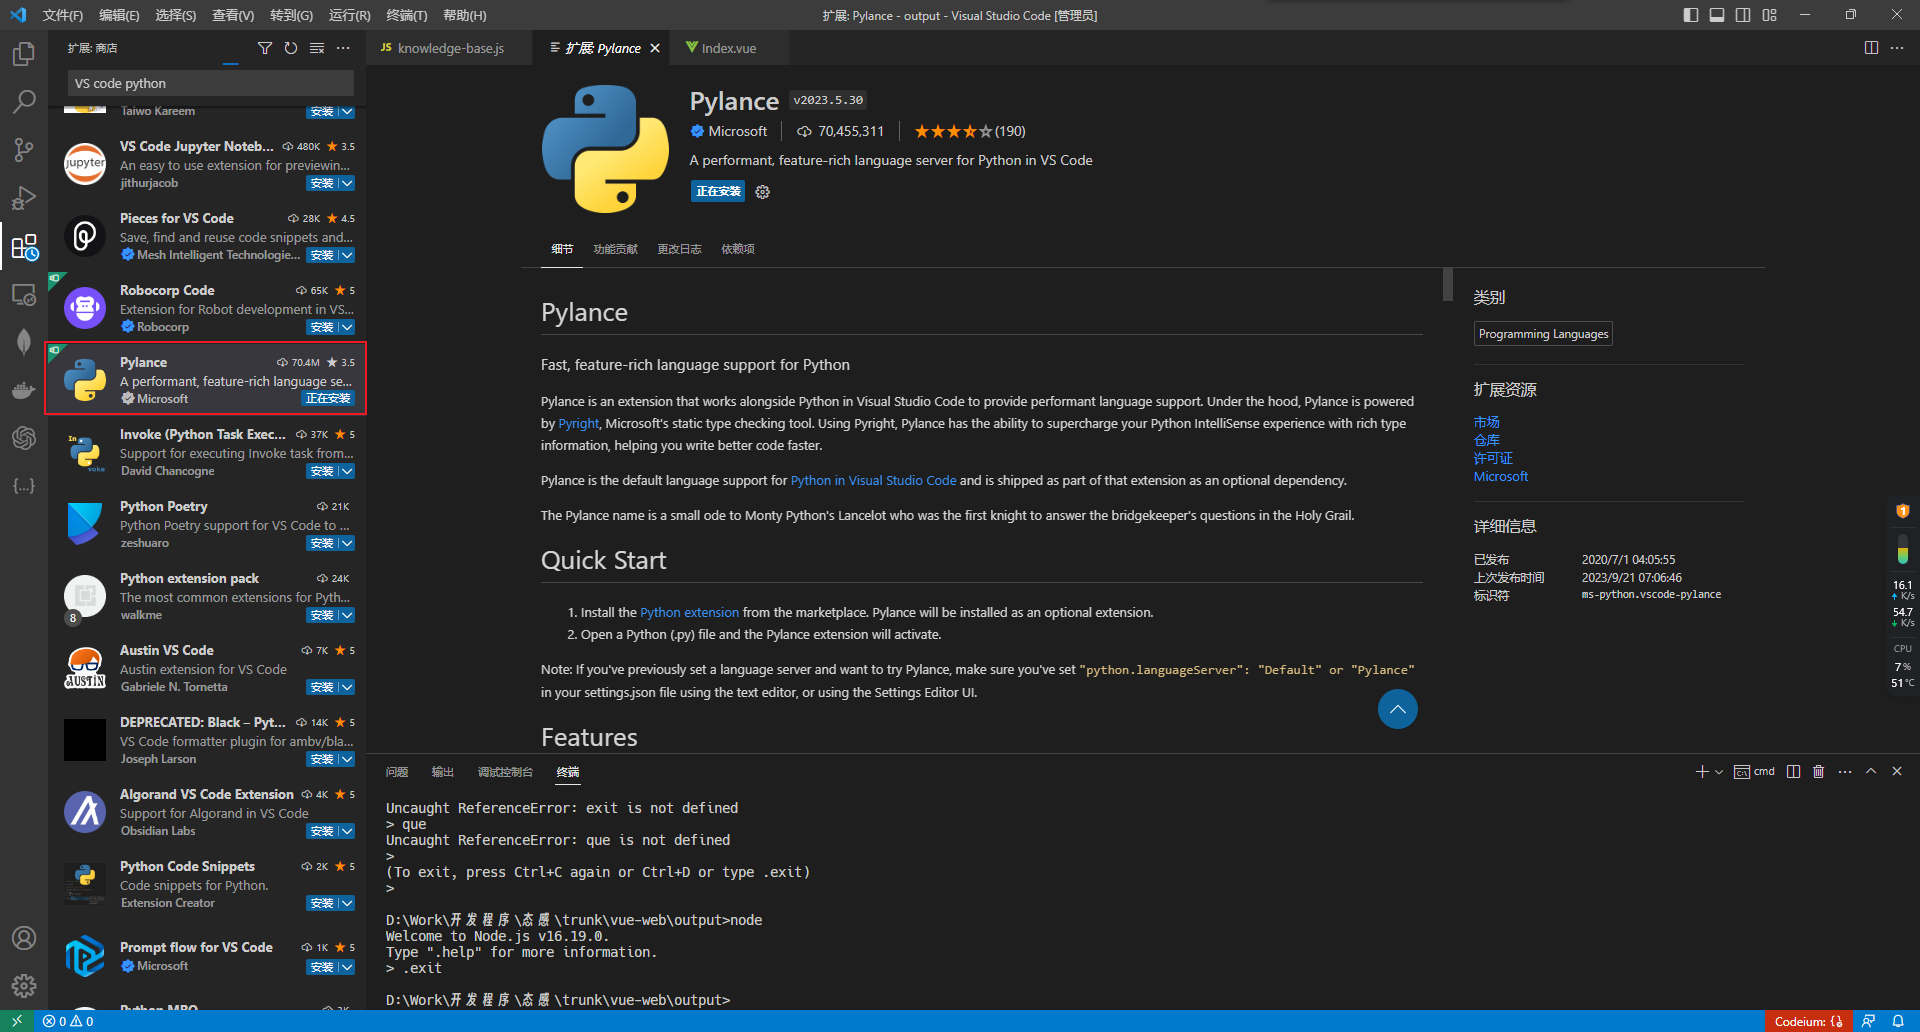 文件(F) 编辑(E) 选择(S) 查看(V) 转到(G) 运行(R) 终端(T) 帮助(H)
扩展: Pylance - output - Visual Studio Code [管理员]
扩展: 商店
VS code python
Taiwo Kareem 安装
VS Code Jupyter Noteb... 480K 3.5
An easy to use extension for previewin...
jithurjacob 安装
jupyter
Pieces for VS Code 28K 4.5
Save, find and reuse code snippets and...
Mesh Intelligent Technologie... 安装
Robocorp Code 65K 5
Extension for Robot development in VS...
Robocorp 安装
Pylance 70.4M 3.5
A performant, feature-rich language se...
Microsoft 正在安装
Invoke (Python Task Exec... 37K 5
Support for executing Invoke task from...
David Chancogne 安装
In
voke
Python Poetry 21K
Python Poetry support for VS Code to ...
zeshuaro 安装
Python extension pack 24K
The most common extensions for Pyth...
walkme 安装
8
Austin VS Code 7K 5
Austin extension for VS Code
Gabriele N. Tornetta 安装
AUSTIN
DEPRECATED: Black – Pyt... 14K 5
VS Code formatter plugin for ambv/bla...
Joseph Larson 安装
Algorand VS Code Extension 4K 5
Support for Algorand in VS Code
Obsidian Labs 安装
Python Code Snippets 2K 5
Code snippets for Python.
Extension Creator 安装
Prompt flow for VS Code 1K 5
Microsoft 安装
JS knowledge-base.js
扩展: Pylance
Index.vue
Pylance v2023.5.30
Microsoft 70,455,311 (190)
A performant, feature-rich language server for Python in VS Code
正在安装
细节 功能贡献 更改日志 依赖项
Pylance
Fast, feature-rich language support for Python
Pylance is an extension that works alongside Python in Visual Studio Code to provide performant language support. Under the hood, Pylance is powered
by Pyright, Microsoft's static type checking tool. Using Pyright, Pylance has the ability to supercharge your Python IntelliSense experience with rich type
information, helping you write better code faster.
Pylance is the default language support for Python in Visual Studio Code and is shipped as part of that extension as an optional dependency.
The Pylance name is a small ode to Monty Python's Lancelot who was the first knight to answer the bridgekeeper's questions in the Holy Grail.
Quick Start
1. Install the Python extension from the marketplace. Pylance will be installed as an optional extension.
2. Open a Python (.py) file and the Pylance extension will activate.
Note: If you've previously set a language server and want to try Pylance, make sure you've set "python.languageServer": "Default" or "Pylance"
in your settings.json file using the text editor, or using the Settings Editor UI.
Features
类别
Programming Languages
扩展资源
市场
仓库
许可证
Microsoft
详细信息
已发布 2020/7/1 04:05:55
上次发布时间 2023/9/21 07:06:46
标识符 ms-python.vscode-pylance
1
16.1
K/s
54.7
K/s
CPU
7%
51°C
问题 输出 调试控制台 终端
cmd
Uncaught ReferenceError: exit is not defined
> que
Uncaught ReferenceError: que is not defined
>
(To exit, press Ctrl+C again or Ctrl+D or type .exit)
>
D:\Work\开发程序\态感\trunk\vue-web\output>node
Welcome to Node.js v16.19.0.
Type ".help" for more information.
> .exit
D:\Work\开发程序\态感\trunk\vue-web\output>
0 0
Codeium: {}